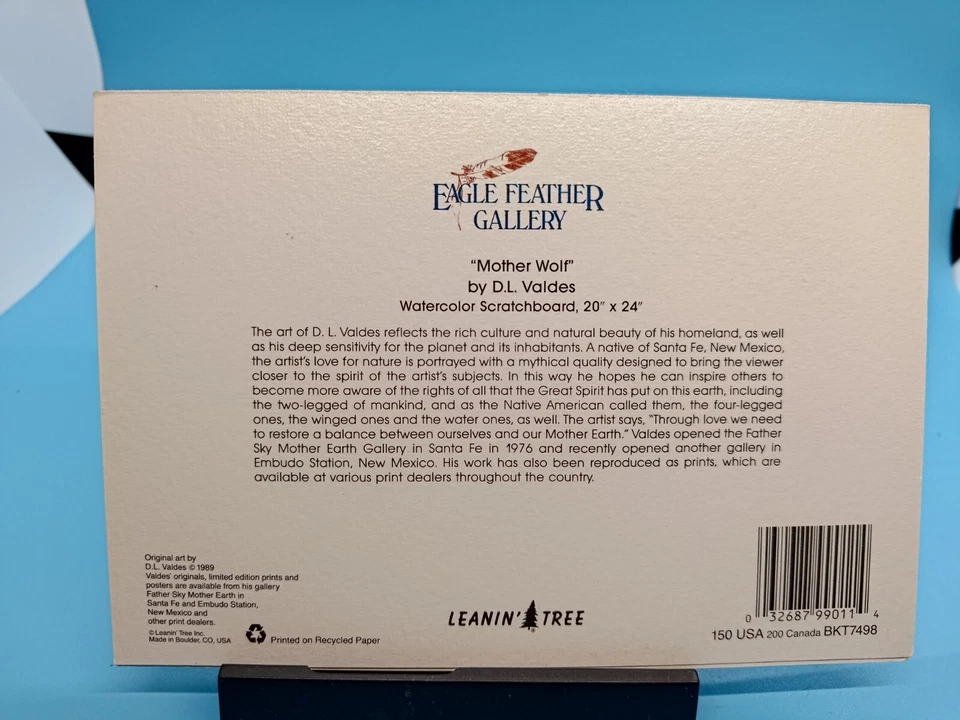 EAGLE FEATHER
GALLERY
“Mother Wolf”
by D.L. Valdes
Watercolor Scratchboard, 20" x 24"
The art of D. L. Valdes reflects the rich culture and natural beauty of his homeland, as well
as his deep sensitivity for the planet and its inhabitants. A native of Santa Fe, New Mexico,
the artist's love for nature is portrayed with a mythical quality designed to bring the viewer
closer to the spirit of the artist's subjects. In this way he hopes he can inspire others to
become more aware of the rights of all that the Great Spirit has put on this earth, including
the two-legged of mankind, and as the Native American called them, the four-legged
ones, the winged ones and the water ones, as well. The artist says, "Through love we need
to restore a balance between ourselves and our Mother Earth." Valdes opened the Father
Sky Mother Earth Gallery in Santa Fe in 1976 and recently opened another gallery in
Embudo Station, New Mexico. His work has also been reproduced as prints, which are
available at various print dealers throughout the country.
Original art by
D.L. Valdes © 1989
Valdes' originals, limited edition prints and
posters are available from his gallery
Father Sky Mother Earth in
Santa Fe and Embudo Station,
New Mexico and
other print dealers.
© Leanin' Tree Inc.
Made in Boulder, CO, USA
Printed on Recycled Paper
LEANIN' TREE
®
0 32687 99011 4
150 USA 200 Canada BKT7498